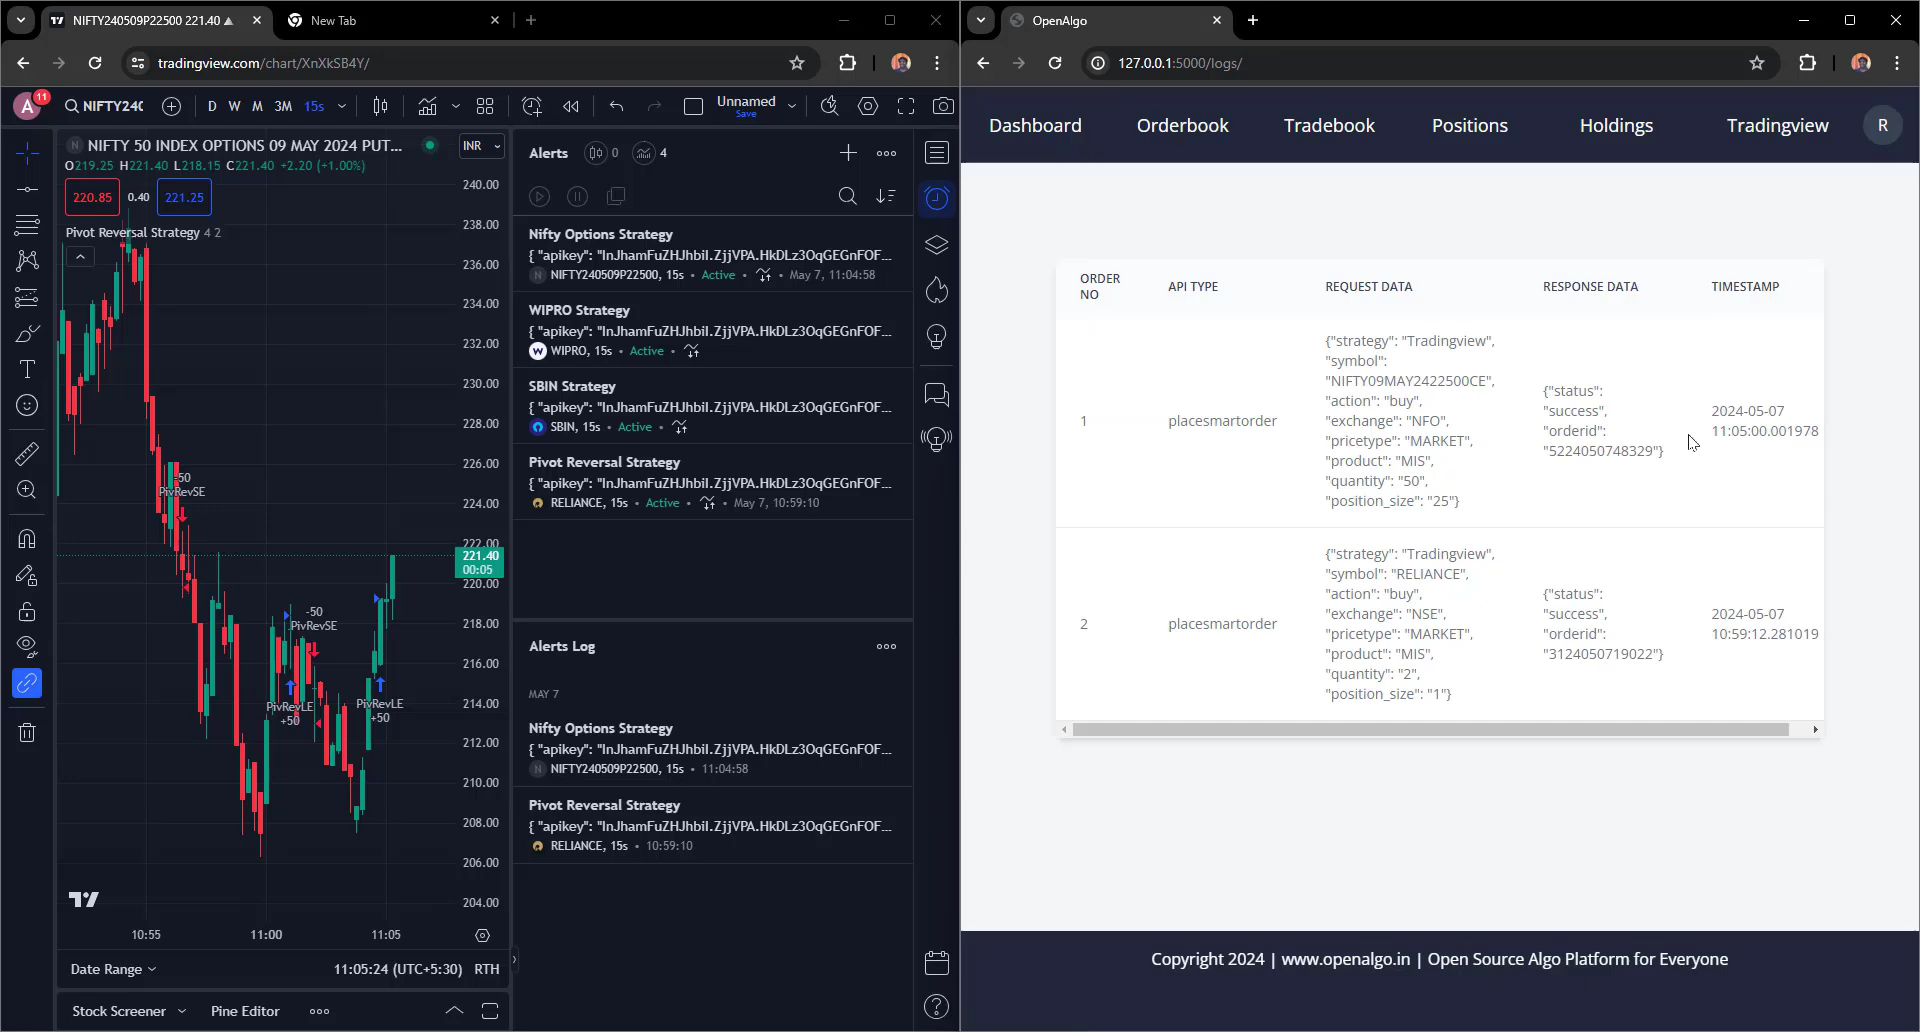 NIFTY240509P22500 221.40 ▲
New Tab
tradingview.com/chart/XnXkSB4Y/
A
11
NIFTY24(
D W M 3M 15s
Unnamed
Save
NIFTY 50 INDEX OPTIONS 09 MAY 2024 PUT...
INR
O219.25 H221.40 L218.15 C221.40 +2.20 (+1.00%)
220.85
0.40
221.25
Pivot Reversal Strategy 4 2
240.00
238.00
236.00
234.00
232.00
230.00
228.00
226.00
224.00
222.00
221.40
00:05
220.00
218.00
216.00
214.00
212.00
210.00
208.00
206.00
204.00
-50
PivRevSE
-50
PivRevSE
PivRevLE
+50
PivRevLE
+50
10:55
11:00
11:05
Date Range
11:05:24 (UTC+5:30)
RTH
Stock Screener
Pine Editor
Alerts
0
4
Nifty Options Strategy
{ "apikey": "InJhamFuZHJhbiI.ZjjVPA.HkDLz3OqGEGnFOF...
N NIFTY240509P22500, 15s • Active • May 7, 11:04:58
WIPRO Strategy
{ "apikey": "InJhamFuZHJhbiI.ZjjVPA.HkDLz3OqGEGnFOF...
W WIPRO, 15s • Active •
SBIN Strategy
{ "apikey": "InJhamFuZHJhbiI.ZjjVPA.HkDLz3OqGEGnFOF...
SBIN, 15s • Active •
Pivot Reversal Strategy
{ "apikey": "InJhamFuZHJhbiI.ZjjVPA.HkDLz3OqGEGnFOF...
RELIANCE, 15s • Active • May 7, 10:59:10
Alerts Log
MAY 7
Nifty Options Strategy
{ "apikey": "InJhamFuZHJhbiI.ZjjVPA.HkDLz3OqGEGnFOF...
N NIFTY240509P22500, 15s • 11:04:58
Pivot Reversal Strategy
{ "apikey": "InJhamFuZHJhbiI.ZjjVPA.HkDLz3OqGEGnFOF...
RELIANCE, 15s • 10:59:10
OpenAlgo
127.0.0.1:5000/logs/
Dashboard
Orderbook
Tradebook
Positions
Holdings
Tradingview
R
ORDER
NO
API TYPE
REQUEST DATA
RESPONSE DATA
TIMESTAMP
1
placesmartorder
{"strategy": "Tradingview",
"symbol":
"NIFTY09MAY2422500CE",
"action": "buy",
"exchange": "NFO",
"pricetype": "MARKET",
"product": "MIS",
"quantity": "50",
"position_size": "25"}
{"status":
"success",
"orderid":
"5224050748329"}
2024-05-07
11:05:00.001978
2
placesmartorder
{"strategy": "Tradingview",
"symbol": "RELIANCE",
"action": "buy",
"exchange": "NSE",
"pricetype": "MARKET",
"product": "MIS",
"quantity": "2",
"position_size": "1"}
{"status":
"success",
"orderid":
"3124050719022"}
2024-05-07
10:59:12.281019
Copyright 2024 | www.openalgo.in | Open Source Algo Platform for Everyone